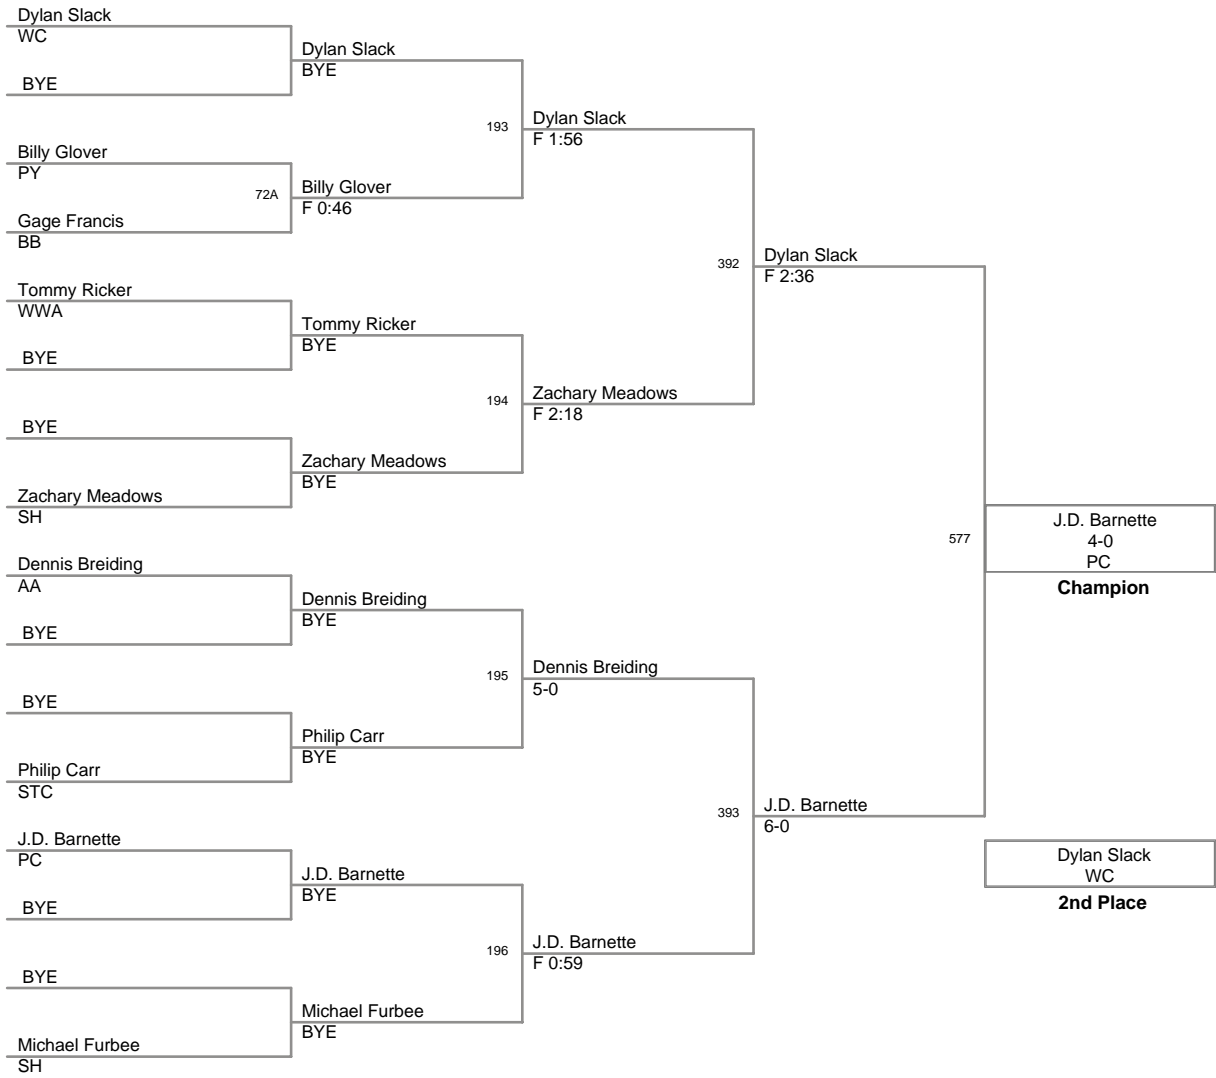 Dylan Slack
WC
BYE
Billy Glover
PY
Gage Francis
BB
Tommy Ricker
WWA
BYE
BYE
Zachary Meadows
SH
Dennis Breiding
AA
BYE
BYE
Philip Carr
STC
J.D. Barnette
PC
BYE
BYE
Michael Furbee
SH
Dylan Slack
BYE
72A
Billy Glover
F 0:46
Tommy Ricker
BYE
Zachary Meadows
BYE
Dennis Breiding
BYE
Philip Carr
BYE
J.D. Barnette
BYE
Michael Furbee
BYE
193
Dylan Slack
F 1:56
194
Zachary Meadows
F 2:18
195
Dennis Breiding
5-0
196
J.D. Barnette
F 0:59
392
Dylan Slack
F 2:36
393
J.D. Barnette
6-0
577
J.D. Barnette
4-0
PC
Champion
Dylan Slack
WC
2nd Place